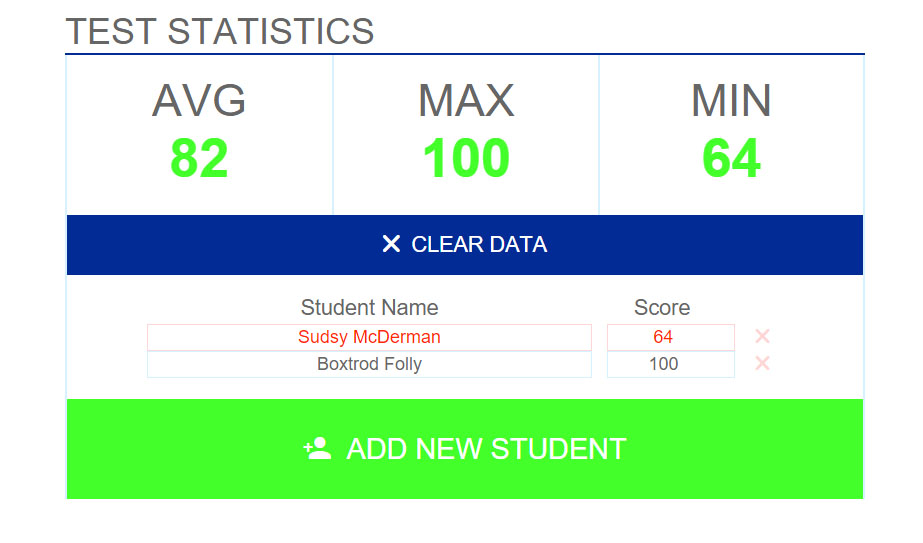 TEST STATISTICS
AVG MAX MIN
82 100 64
CLEAR DATA
Student Name Score
Sudsy McDerman 64
Boxtrod Folly 100
ADD NEW STUDENT